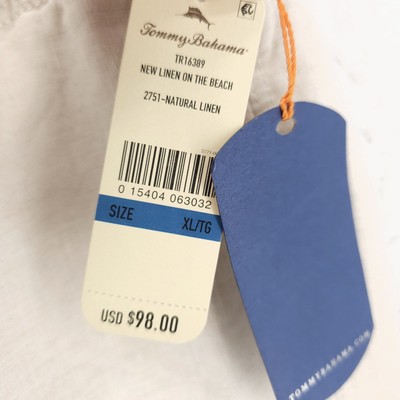 Tommy Bahama
TR16389
NEW LINEN ON THE BEACH
2751-NATURAL LINEN
0 15404 063032
SIZE XL/TG
USD $98.00
TOMMYBAHAMA.COM